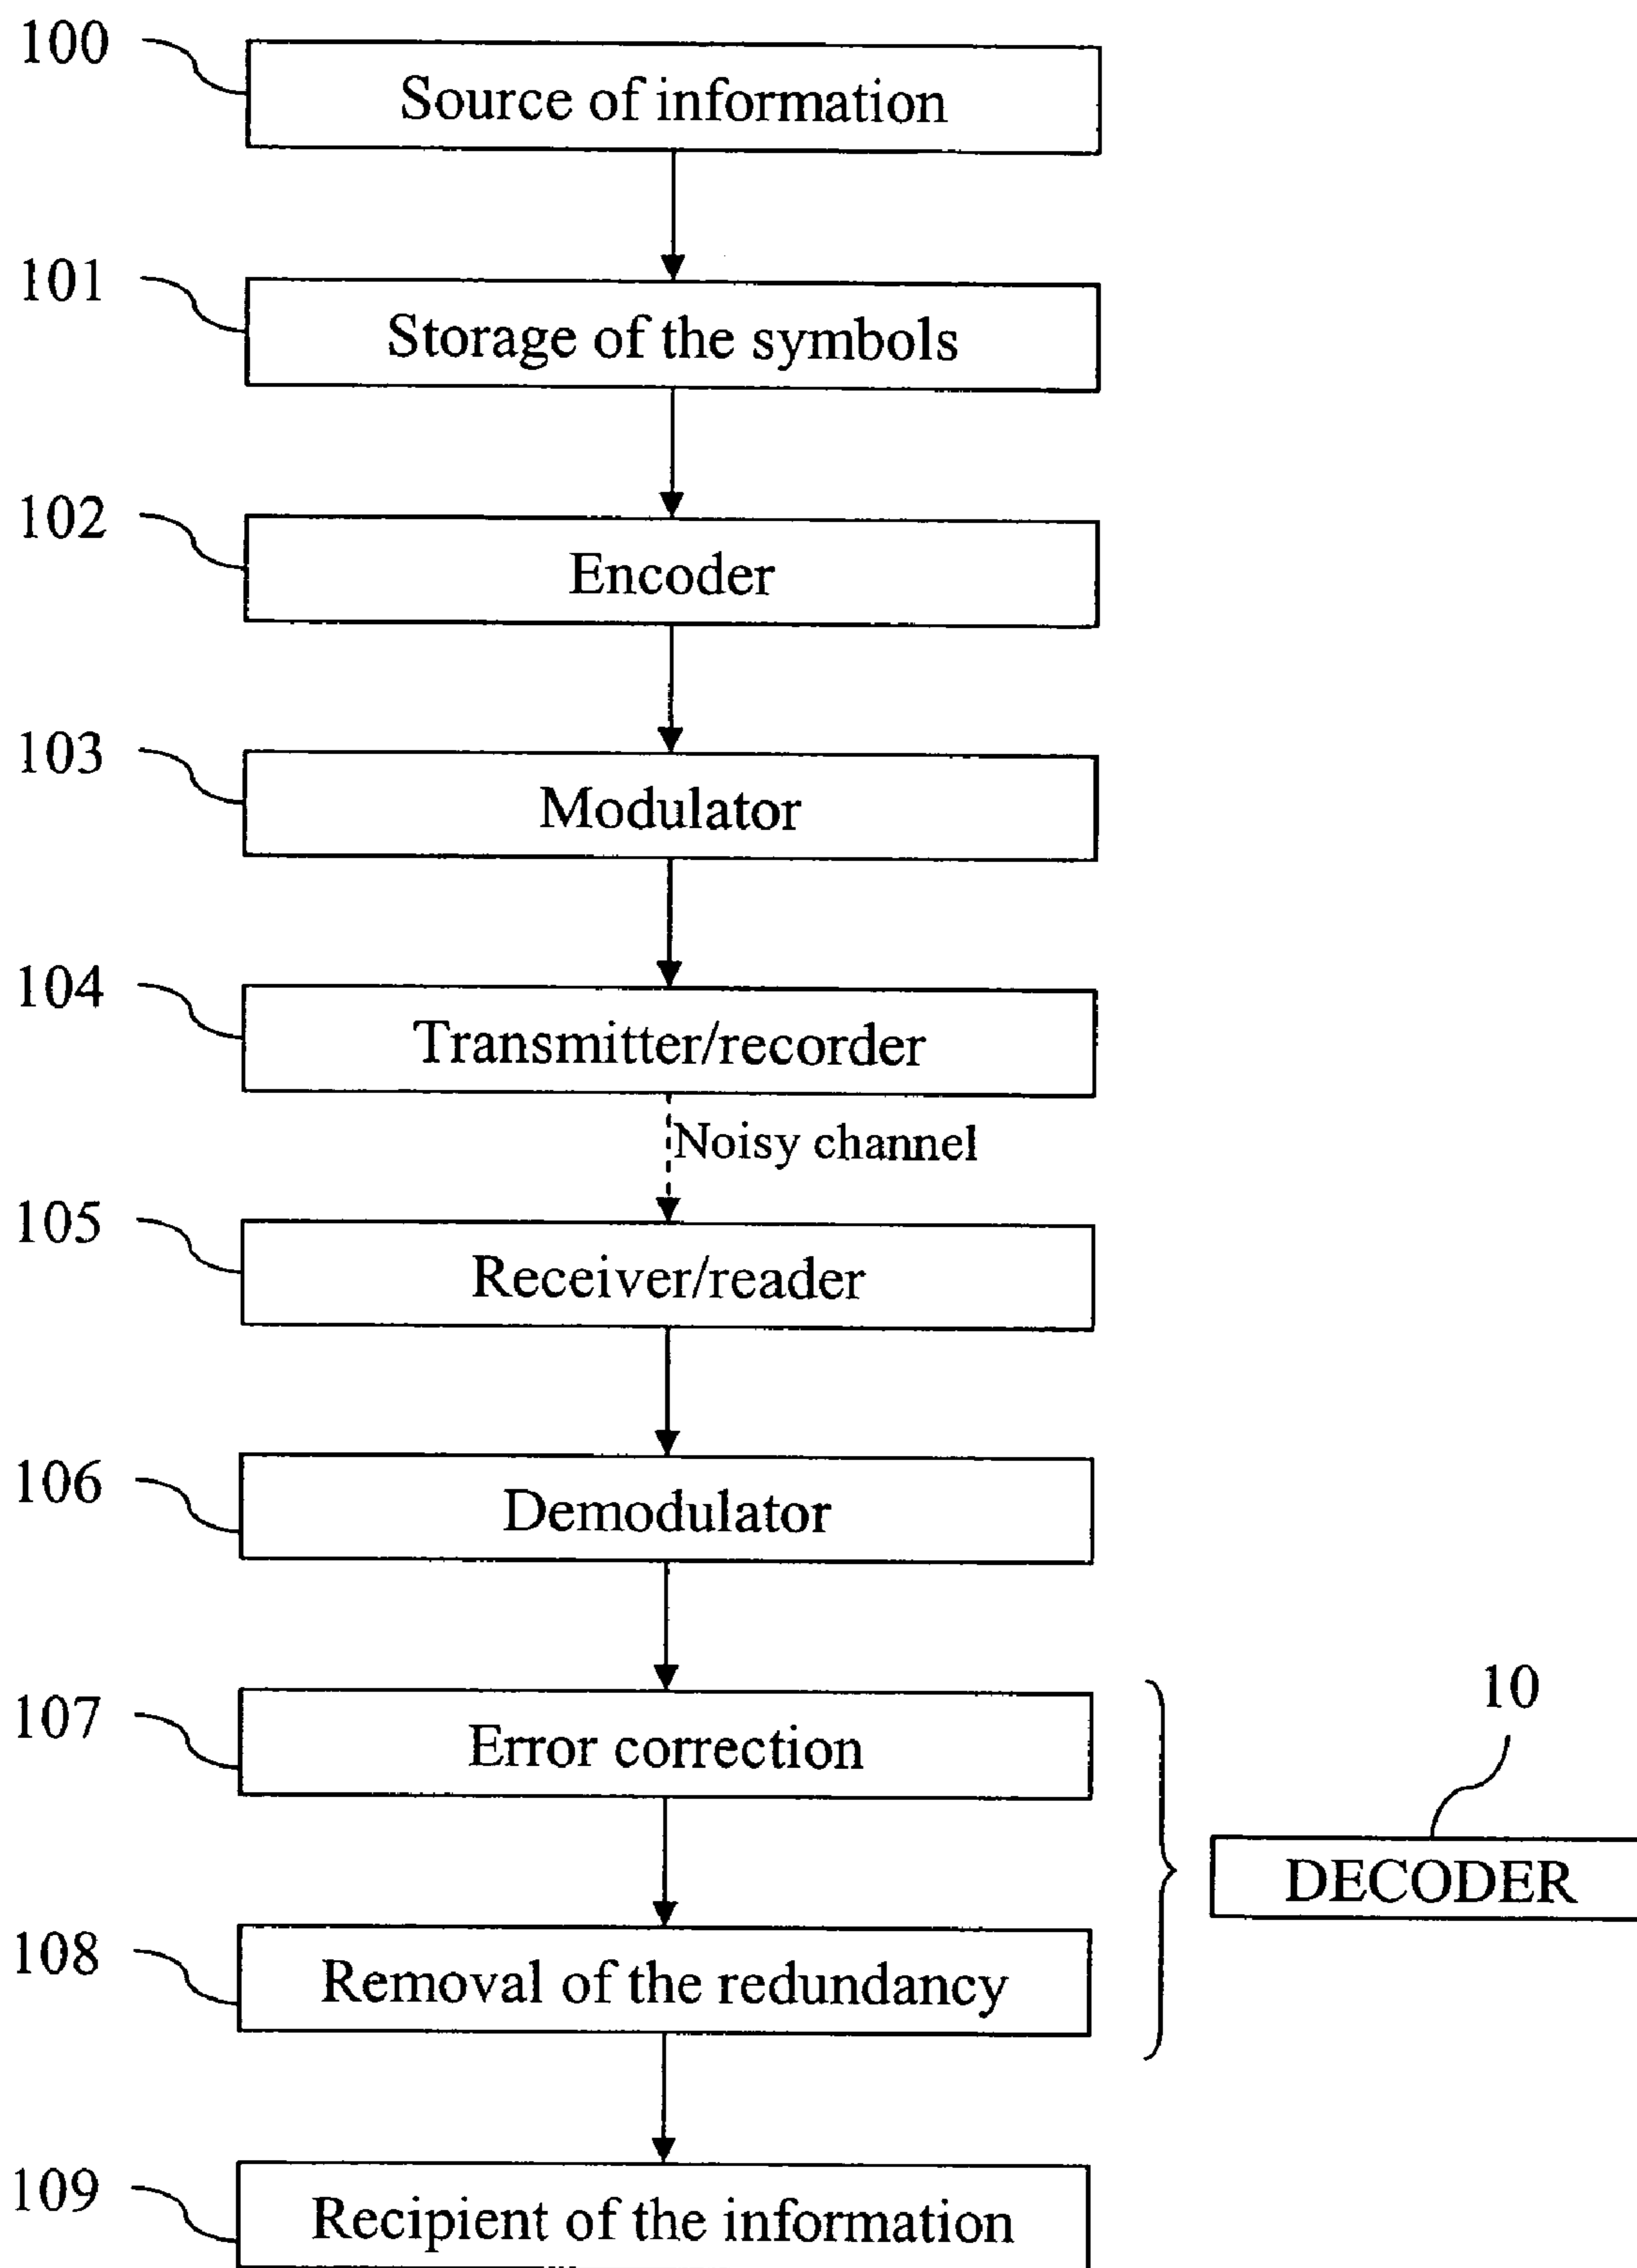 100
Source of information
101
Storage of the symbols
102
Encoder
103
Modulator
104
Transmitter/recorder
Noisy channel
105
Receiver/reader
106
Demodulator
107
Error correction
10
DECODER
108
Removal of the redundancy
109
Recipient of the information